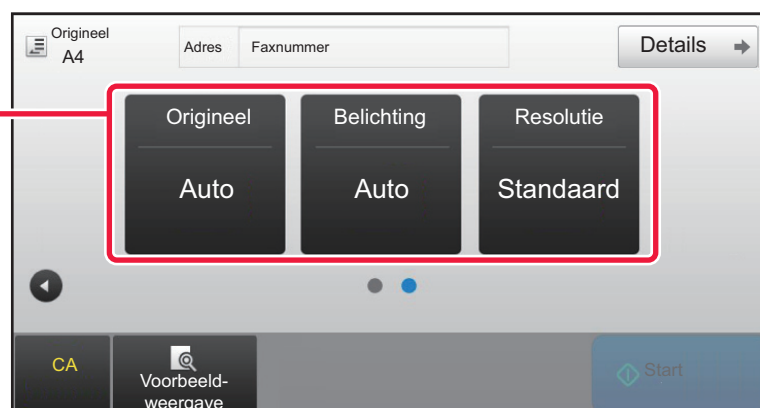 Origineel
A4
Adres
Faxnummer
Details
Origineel
Belichting
Resolutie
Auto
Auto
Standaard
CA
Voorbeeld-
weergave
Start